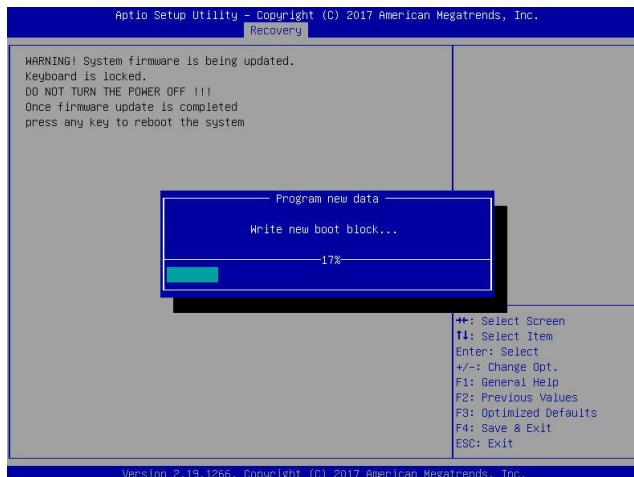 Aptio Setup Utility – Copyright (C) 2017 American Megatrends, Inc.
Recovery
WARNING! System firmware is being updated.
Keyboard is locked.
DO NOT TURN THE POWER OFF !!!
Once firmware update is completed
press any key to reboot the system
Program new data
Write new boot block...
17%
→←: Select Screen
↑↓: Select Item
Enter: Select
+/-: Change Opt.
F1: General Help
F2: Previous Values
F3: Optimized Defaults
F4: Save & Exit
ESC: Exit
Version 2.19.1266. Copyright (C) 2017 American Megatrends, Inc.